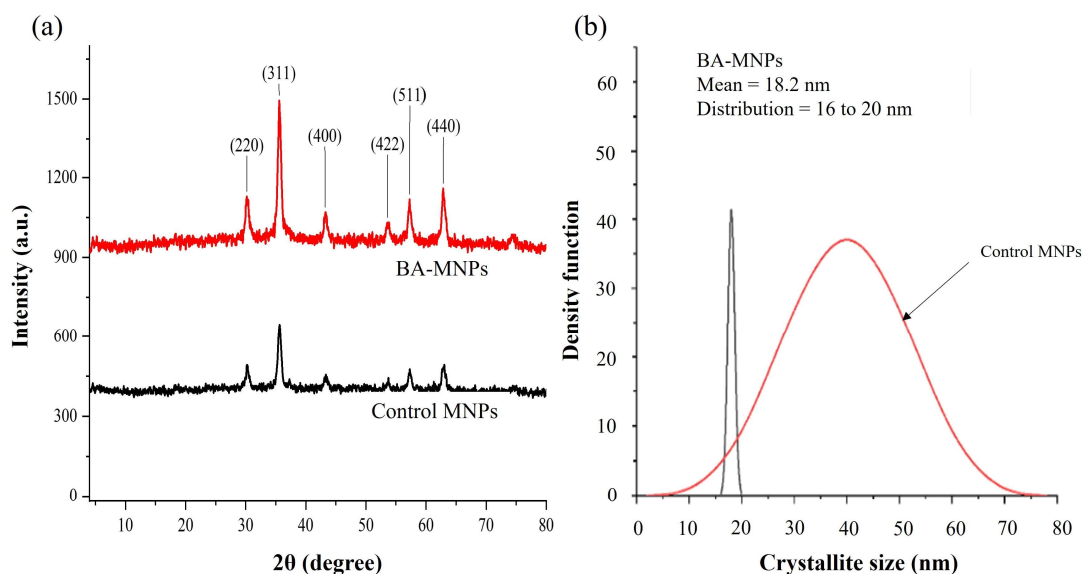 (a)
(311)
(511)
(220)
(400)
(422)
(440)
1500
1200
900
600
300
0
BA-MNPs
Control MNPs
10 20 30 40 50 60 70 80
Intensity (a.u.)
2θ (degree)
(b)
BA-MNPs
Mean = 18.2 nm
Distribution = 16 to 20 nm
60
50
40
30
20
10
0
Control MNPs
0 10 20 30 40 50 60 70 80
Density function
Crystallite size (nm)